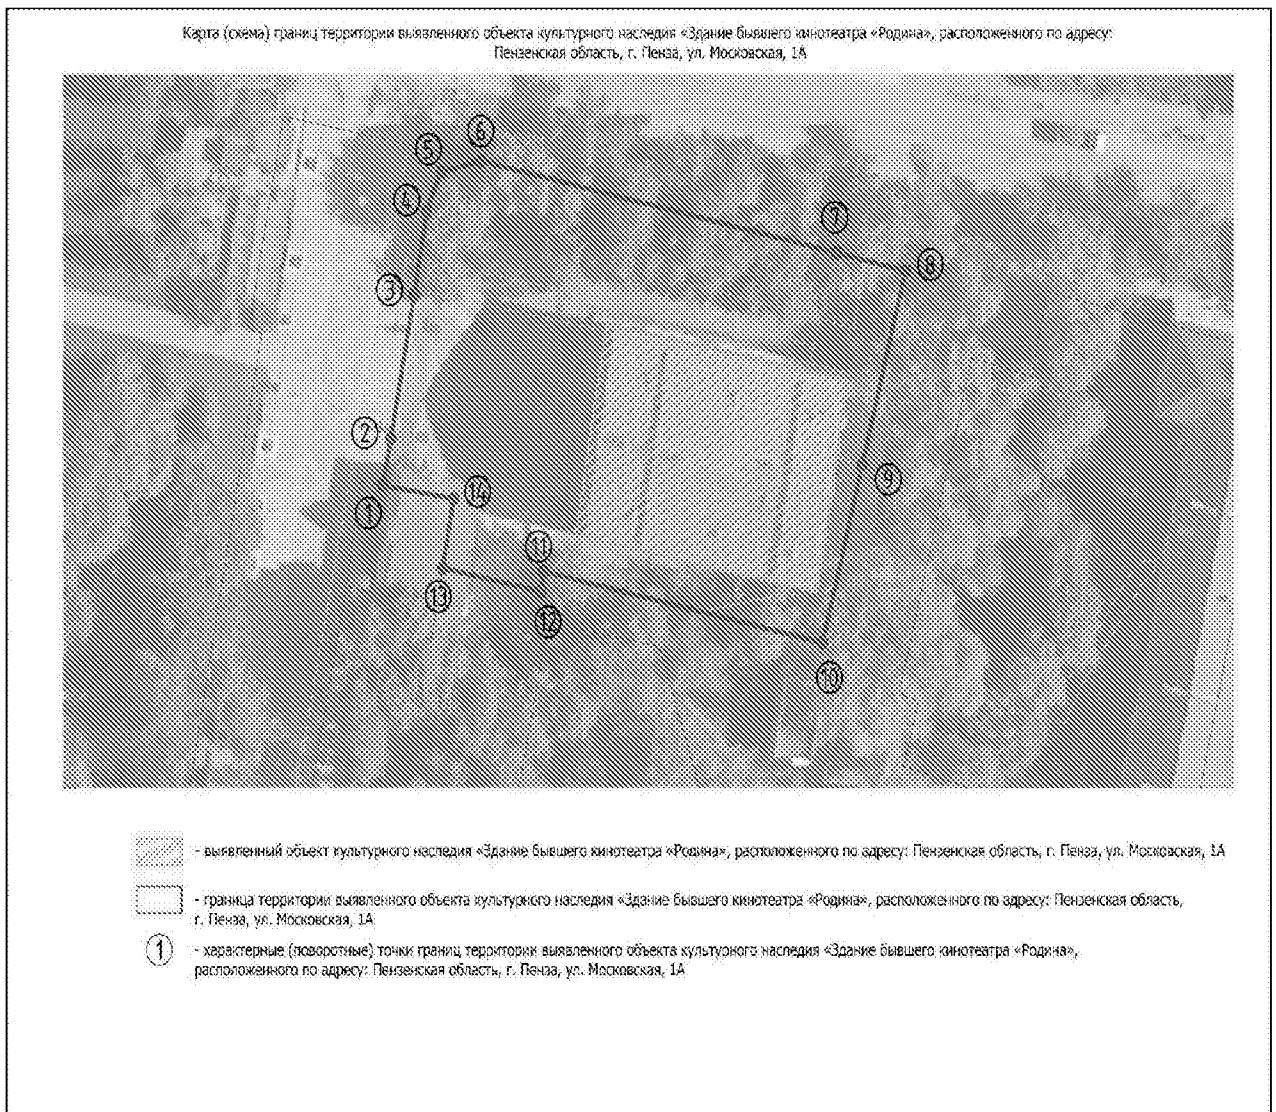 Карта (схема) границ территории выявленного объекта культурного наследия «Здание бывшего кинотеатра «Родина», расположенного по адресу:
Пензенская область, г. Пенза, ул. Московская, 1А
6
5
4
7
8
3
2
9
14
1
11
13
12
10
- выявленный объект культурного наследия «Здание бывшего кинотеатра «Родина», расположенного по адресу: Пензенская область, г. Пенза, ул. Московская, 1А
- граница территории выявленного объекта культурного наследия «Здание бывшего кинотеатра «Родина», расположенного по адресу: Пензенская область,
г. Пенза, ул. Московская, 1А
1
- характерные (поворотные) точки границ территории выявленного объекта культурного наследия «Здание бывшего кинотеатра «Родина»,
расположенного по адресу: Пензенская область, г. Пенза, ул. Московская, 1А